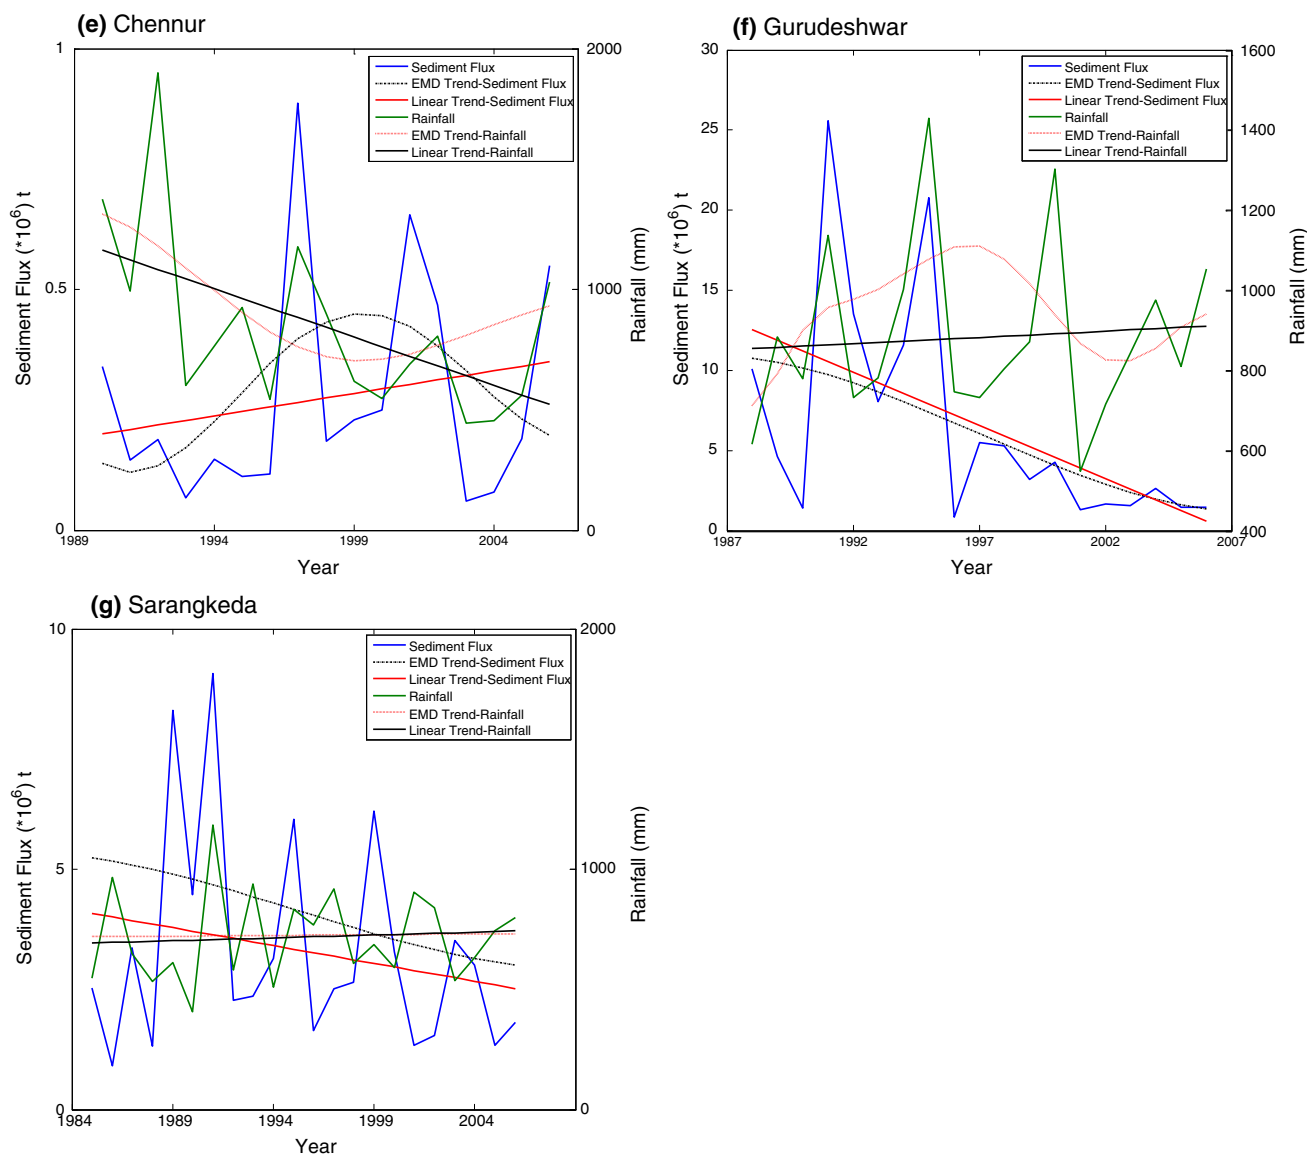 (e) Chennur
1
0.5
0
2000
1000
0
1989
1994
1999
2004
Sediment Flux (*10^6) t
Rainfall (mm)
Year
Sediment Flux
EMD Trend-Sediment Flux
Linear Trend-Sediment Flux
Rainfall
EMD Trend-Rainfall
Linear Trend-Rainfall
(f) Gurudeshwar
30
25
20
15
10
5
0
1600
1400
1200
1000
800
600
400
1987
1992
1997
2002
2007
Sediment Flux (*10^6) t
Rainfall (mm)
Year
Sediment Flux
EMD Trend-Sediment Flux
Linear Trend-Sediment Flux
Rainfall
EMD Trend-Rainfall
Linear Trend-Rainfall
(g) Sarangkeda
10
5
0
2000
1000
0
1984
1989
1994
1999
2004
Sediment Flux (*10^6) t
Rainfall (mm)
Year
Sediment Flux
EMD Trend-Sediment Flux
Linear Trend-Sediment Flux
Rainfall
EMD Trend-Rainfall
Linear Trend-Rainfall